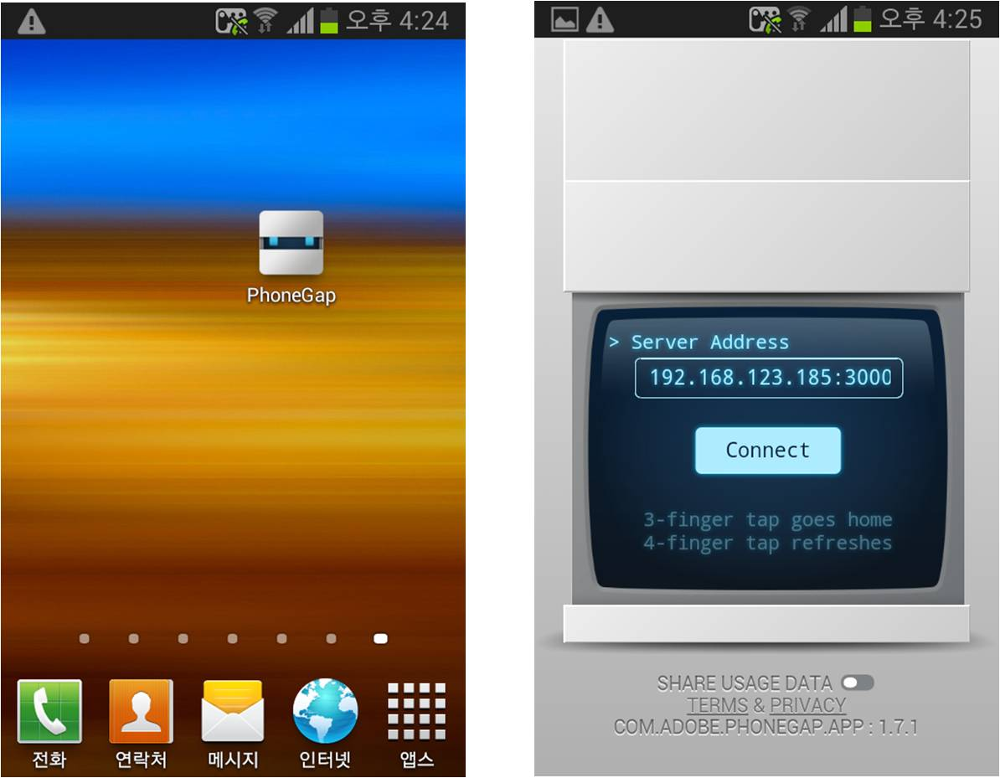 오후 4:24
PhoneGap
전화
연락처
메시지
인터넷
앱스
오후 4:25
> Server Address
192.168.123.185:3000
Connect
3-finger tap goes home
4-finger tap refreshes
SHARE USAGE DATA
TERMS & PRIVACY
COM.ADOBE.PHONEGAP.APP : 1.7.1